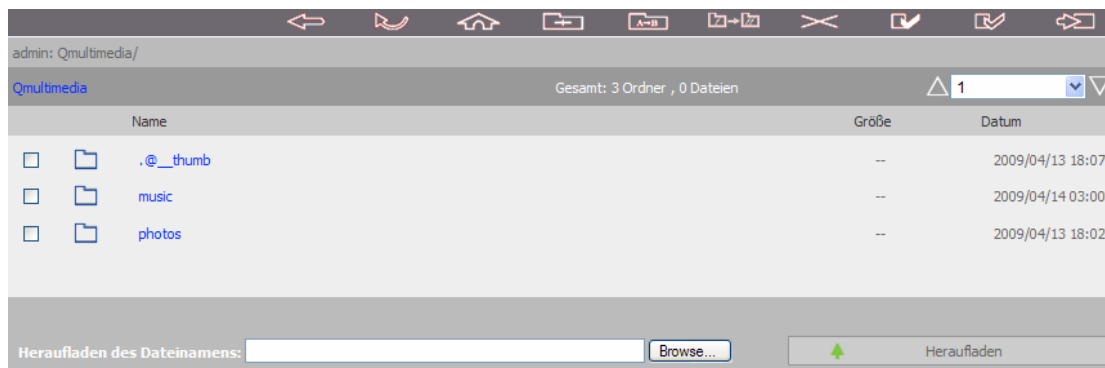 A→B
admin: Qmultimedia/
Qmultimedia Gesamt: 3 Ordner , 0 Dateien 1
Name Größe Datum
.@__thumb -- 2009/04/13 18:07
music -- 2009/04/14 03:00
photos -- 2009/04/13 18:02
Heraufladen des Dateinamens: Browse... Heraufladen